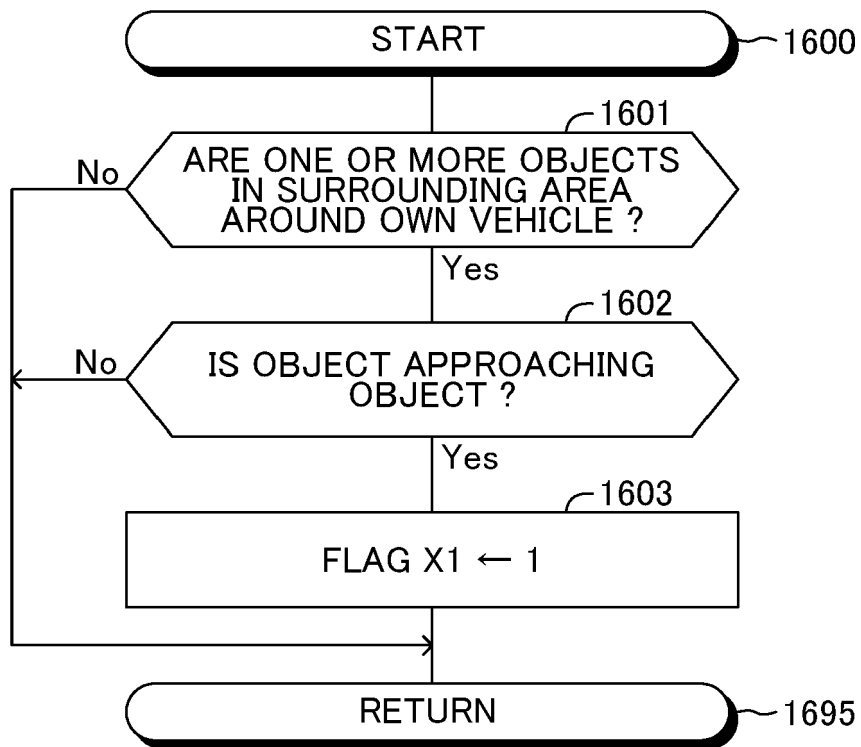 START
1600
1601
ARE ONE OR MORE OBJECTS
IN SURROUNDING AREA
AROUND OWN VEHICLE ?
No
Yes
1602
IS OBJECT APPROACHING
OBJECT ?
No
Yes
1603
FLAG X1 ← 1
RETURN
1695